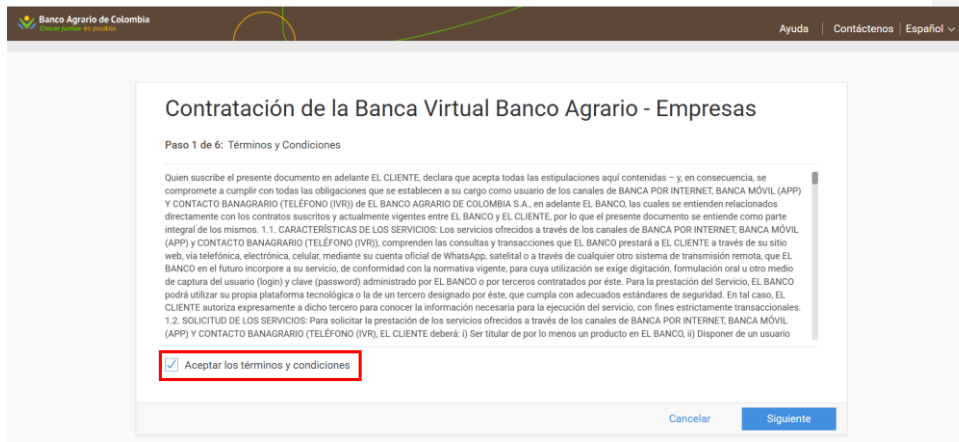 Banco Agrario de Colombia
Crecer juntos es posible
Ayuda
Contáctenos
Español
Contratación de la Banca Virtual Banco Agrario - Empresas
Paso 1 de 6: Términos y Condiciones
Quien suscribe el presente documento en adelante EL CLIENTE, declara que acepta todas las estipulaciones aquí contenidas – y, en consecuencia, se
compromete a cumplir con todas las obligaciones que se establecen a su cargo como usuario de los canales de BANCA POR INTERNET, BANCA MÓVIL (APP)
Y CONTACTO BANAGRARIO (TELÉFONO (IVR)) de EL BANCO AGRARIO DE COLOMBIA S.A., en adelante EL BANCO, las cuales se entienden relacionados
directamente con los contratos suscritos y actualmente vigentes entre EL BANCO y EL CLIENTE, por lo que el presente documento se entiende como parte
integral de los mismos. 1.1. CARACTERÍSTICAS DE LOS SERVICIOS: Los servicios ofrecidos a través de los canales de BANCA POR INTERNET, BANCA MÓVIL
(APP) y CONTACTO BANAGRARIO (TELÉFONO (IVR)), comprenden las consultas y transacciones que EL BANCO prestará a EL CLIENTE a través de su sitio
web, vía telefónica, electrónica, celular, mediante su cuenta oficial de WhatsApp, satelital o a través de cualquier otro sistema de transmisión remota, que EL
BANCO en el futuro incorpore a su servicio, de conformidad con la normativa vigente, para cuya utilización se exige digitación, formulación oral u otro medio
de captura del usuario (login) y clave (password) administrado por EL BANCO o por terceros contratados por éste. Para la prestación del Servicio, EL BANCO
podrá utilizar su propia plataforma tecnológica o la de un tercero designado por éste, que cumpla con adecuados estándares de seguridad. En tal caso, EL
CLIENTE autoriza expresamente a dicho tercero para conocer la información necesaria para la ejecución del servicio, con fines estrictamente transaccionales.
1.2. SOLICITUD DE LOS SERVICIOS: Para solicitar la prestación de los servicios ofrecidos a través de los canales de BANCA POR INTERNET, BANCA MÓVIL
(APP) Y CONTACTO BANAGRARIO (TELÉFONO (IVR), EL CLIENTE deberá: i) Ser titular de por lo menos un producto en EL BANCO, ii) Disponer de un usuario
Aceptar los términos y condiciones
Cancelar
Siguiente